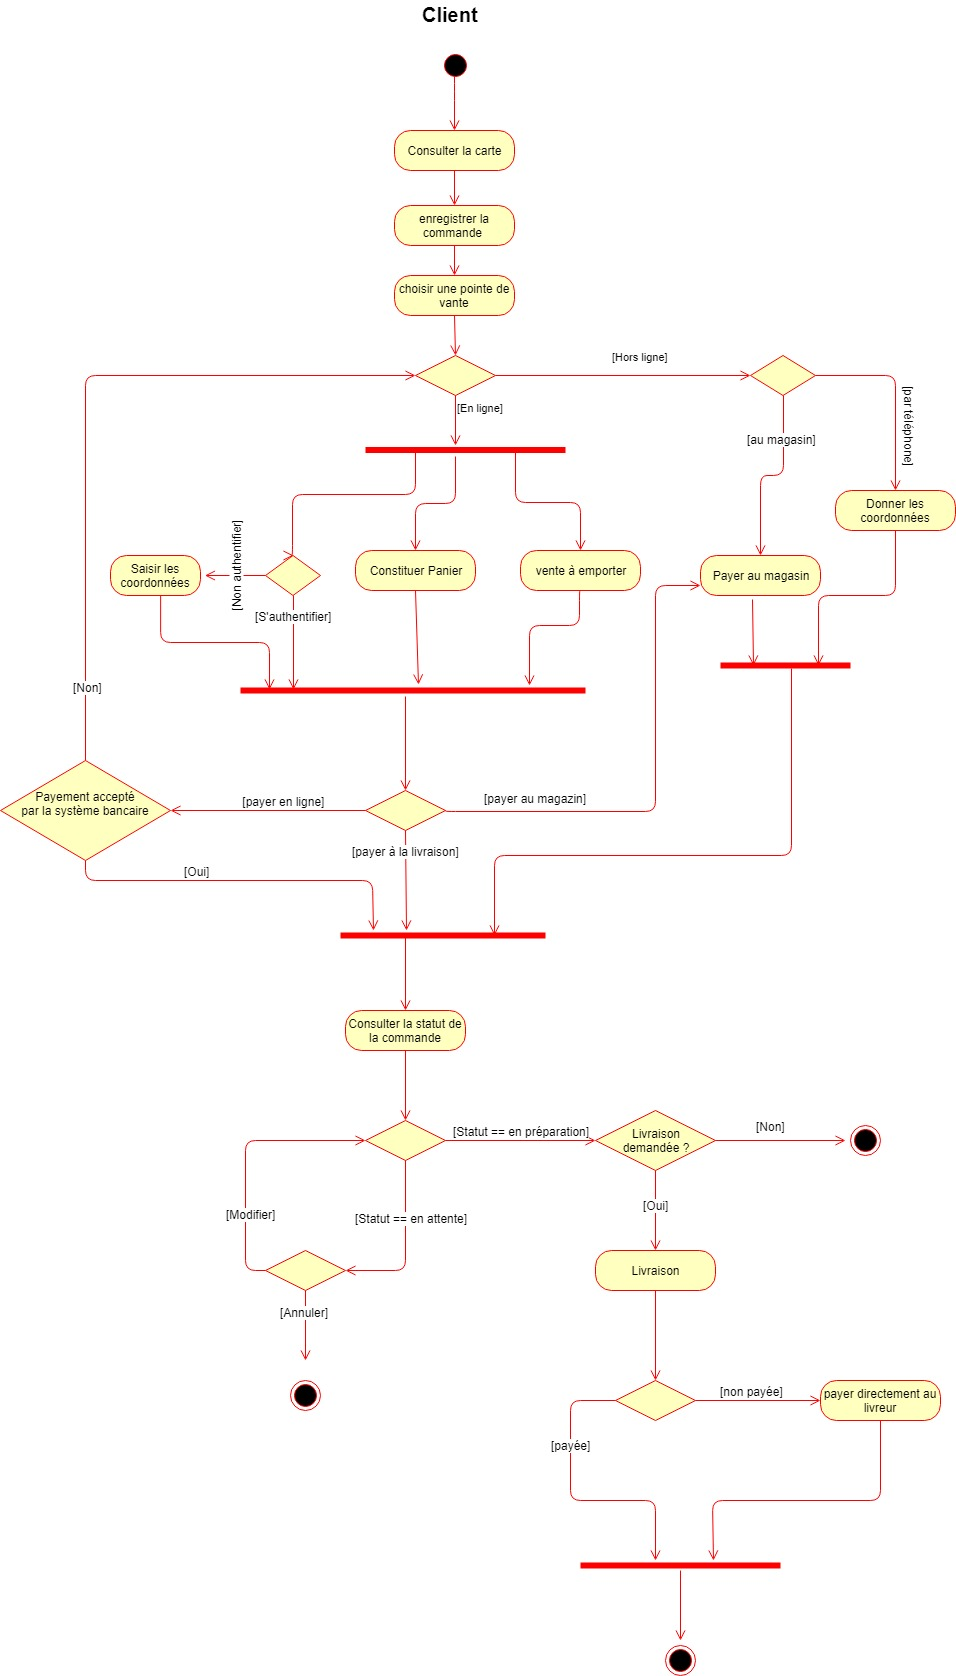 Client
Consulter la carte
enregistrer la
commande
choisir une pointe de
vante
[Hors ligne]
[En ligne]
[au magasin]
[par téléphone]
Donner les
coordonnées
[Non authentifier]
Saisir les
coordonnées
[S'authentifier]
Constituer Panier
vente à emporter
Payer au magasin
[Non]
Payement accepté
par la système bancaire
[payer en ligne]
[payer au magazin]
[payer à la livraison]
[Oui]
Consulter la statut de
la commande
[Statut == en préparation]
Livraison
demandée ?
[Non]
[Modifier]
[Statut == en attente]
[Oui]
Livraison
[Annuler]
[non payée]
payer directement au
livreur
[payée]